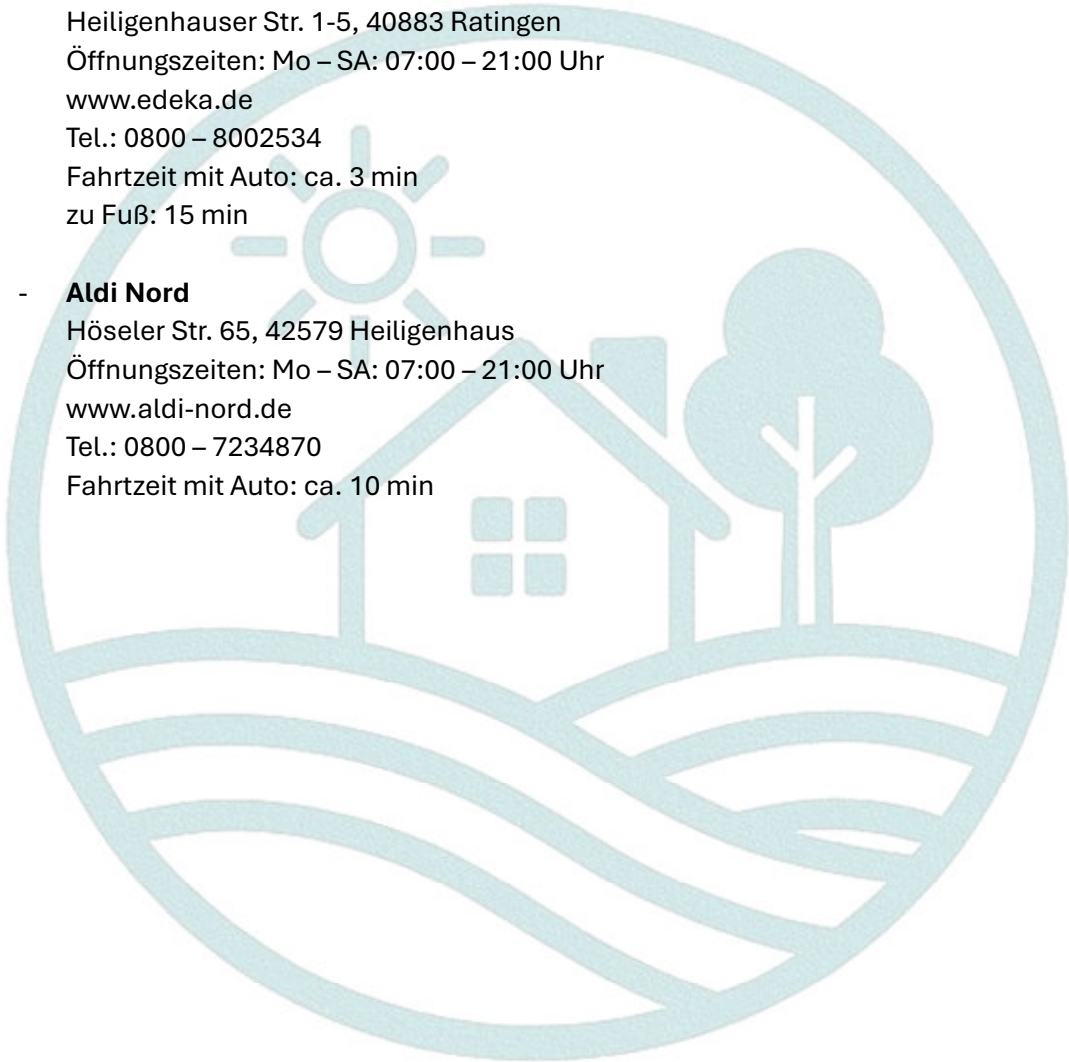 Heiligenhauser Str. 1-5, 40883 Ratingen
Öffnungszeiten: Mo – SA: 07:00 – 21:00 Uhr
www.edeka.de
Tel.: 0800 – 8002534
Fahrtzeit mit Auto: ca. 3 min
zu Fuß: 15 min
- Aldi Nord
Höseler Str. 65, 42579 Heiligenhaus
Öffnungszeiten: Mo – SA: 07:00 – 21:00 Uhr
www.aldi-nord.de
Tel.: 0800 – 7234870
Fahrtzeit mit Auto: ca. 10 min